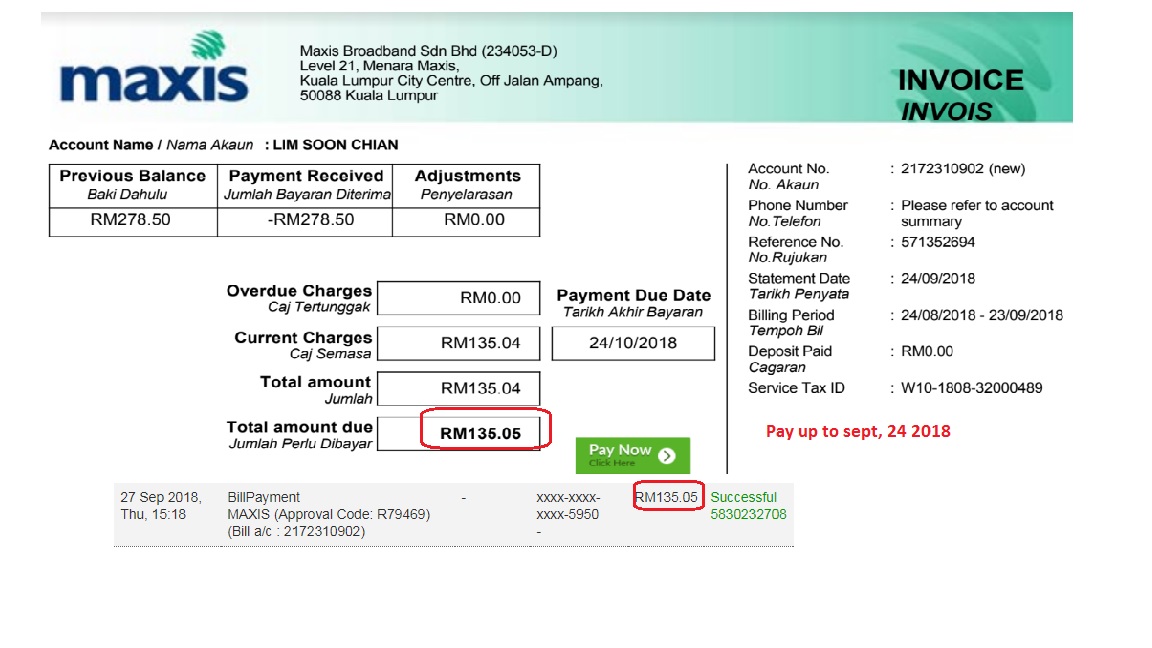 maxis
Maxis Broadband Sdn Bhd (234053-D)
Level 21, Menara Maxis,
Kuala Lumpur City Centre, Off Jalan Ampang,
50088 Kuala Lumpur
INVOICE
INVOIS
Account Name / Nama Akaun : LIM SOON CHIAN
Previous Balance Payment Received Adjustments
Baki Dahulu Jumlah Bayaran Diterima Penyelarasan
RM278.50 -RM278.50 RM0.00
Overdue Charges RM0.00
Caj Tertunggak
Payment Due Date
Tarikh Akhir Bayaran
Current Charges RM135.04 24/10/2018
Caj Semasa
Total amount RM135.04
Jumlah
Total amount due RM135.05
Jumlah Perlu Dibayar
Pay Now
Click Here
Account No. : 2172310902 (new)
No. Akaun
Phone Number : Please refer to account
No.Telefon summary
Reference No. : 571352694
No.Rujukan
Statement Date : 24/09/2018
Tarikh Penyata
Billing Period : 24/08/2018 - 23/09/2018
Tempoh Bil
Deposit Paid : RM0.00
Cagaran
Service Tax ID : W10-1808-32000489
Pay up to sept, 24 2018
27 Sep 2018, BillPayment - xxxx-xxxx- RM135.05 Successful
Thu, 15:18 MAXIS (Approval Code: R79469) xxxx-5950 5830232708
(Bill a/c : 2172310902) -